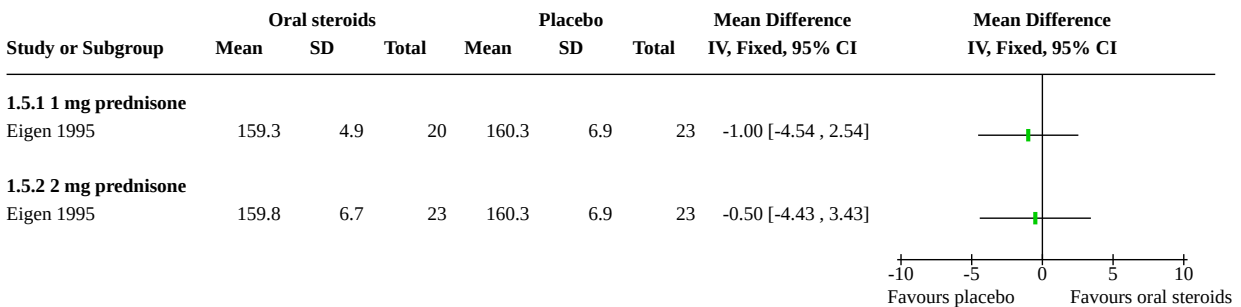 Oral steroids Placebo Mean Difference Mean Difference
Study or Subgroup Mean SD Total Mean SD Total IV, Fixed, 95% CI IV, Fixed, 95% CI
1.5.1 1 mg prednisone
Eigen 1995 159.3 4.9 20 160.3 6.9 23 -1.00 [-4.54 , 2.54]
1.5.2 2 mg prednisone
Eigen 1995 159.8 6.7 23 160.3 6.9 23 -0.50 [-4.43 , 3.43]
-10 -5 0 5 10
Favours placebo Favours oral steroids